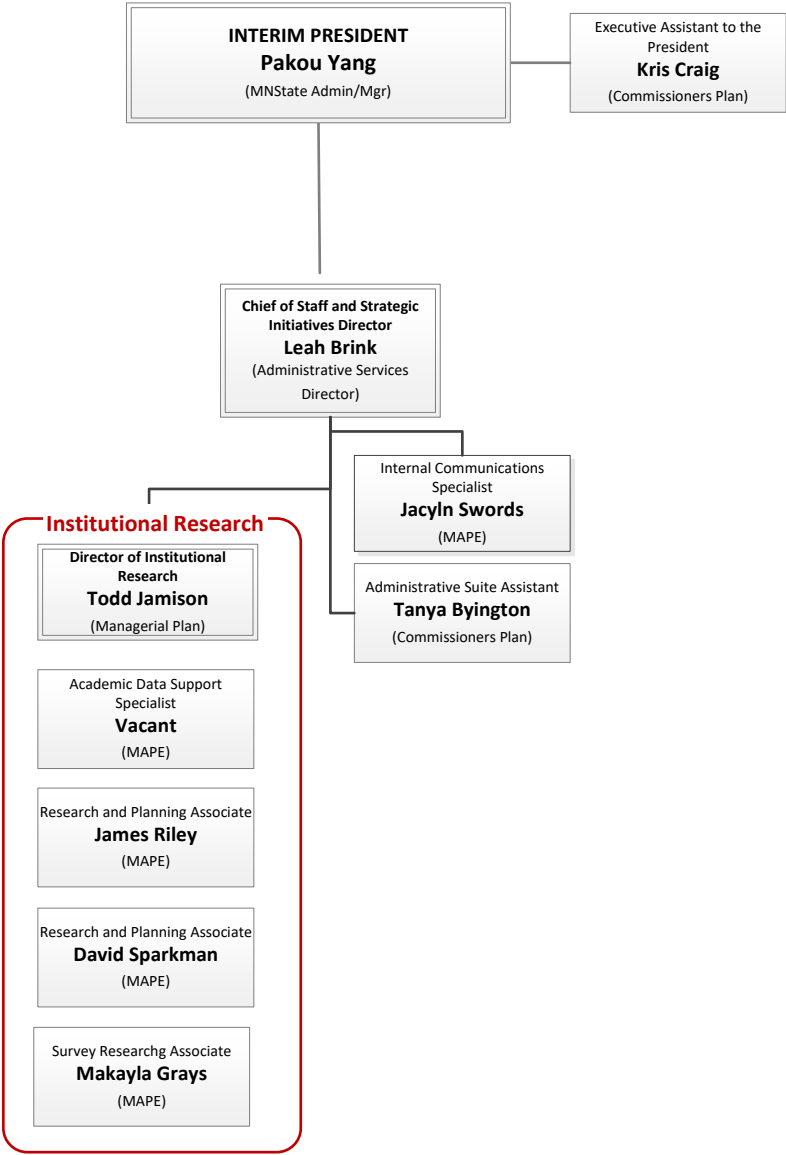 INTERIM PRESIDENT
Pakou Yang
(MNState Admin/Mgr)
Executive Assistant to the
President
Kris Craig
(Commissioners Plan)
Chief of Staff and Strategic
Initiatives Director
Leah Brink
(Administrative Services
Director)
Internal Communications
Specialist
Jacyln Swords
(MAPE)
Administrative Suite Assistant
Tanya Byington
(Commissioners Plan)
Institutional Research
Director of Institutional
Research
Todd Jamison
(Managerial Plan)
Academic Data Support
Specialist
Vacant
(MAPE)
Research and Planning Associate
James Riley
(MAPE)
Research and Planning Associate
David Sparkman
(MAPE)
Survey Researchg Associate
Makayla Grays
(MAPE)